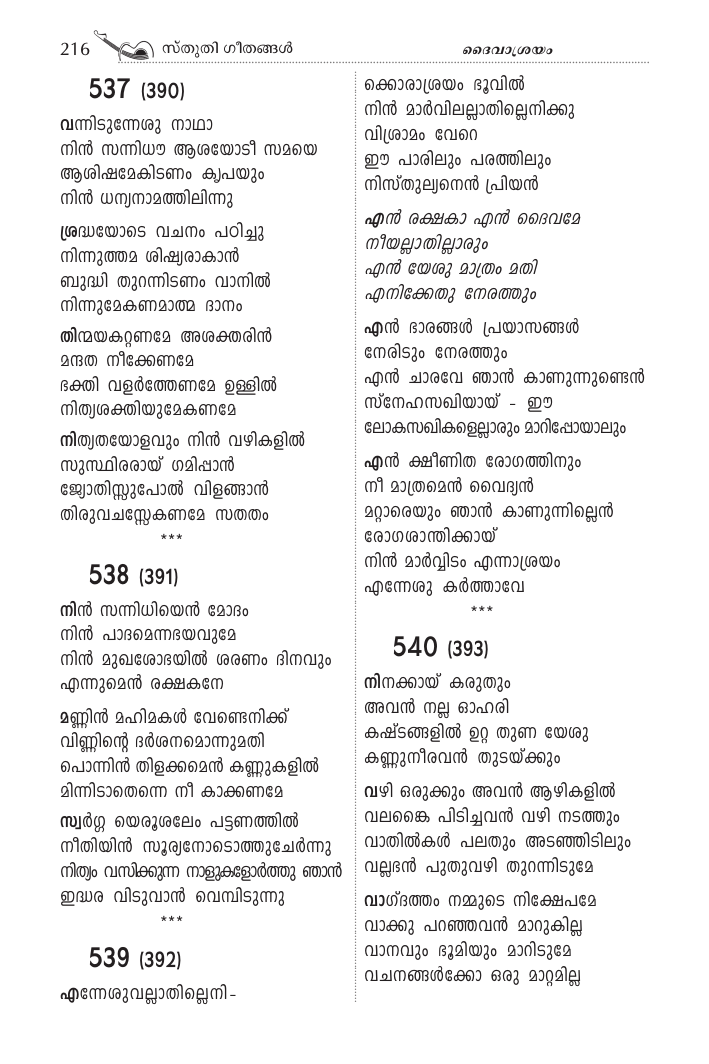 216 സ്തുതി ഗീതങ്ങൾ ദൈവാശ്രയം
537 (390)
വന്നിടുന്നേശു നാഥാ
നിൻ സന്നിധൗ ആശയോടീ സമയെ
ആശിഷമേകിടണം കൃപയും
നിൻ ധന്യനാമത്തിലിന്നു
ശ്രദ്ധയോടെ വചനം പഠിച്ചു
നിന്നുത്തമ ശിഷ്യരാകാൻ
ബുദ്ധി തുറന്നിടണം വാനിൽ
നിന്നുമേകണമാത്മ ദാനം
തിന്മയകറ്റണമേ അശക്തരിൻ
മന്ദത നീക്കേണമേ
ഭക്തി വളർത്തേണമേ ഉള്ളിൽ
നിത്യശക്തിയുമേകണമേ
നിത്യതയോളവും നിൻ വഴികളിൽ
സുസ്ഥിരരായ് ഗമിപ്പാൻ
ജ്യോതിസ്സുപോൽ വിളങ്ങാൻ
തിരുവചസ്സേകണമേ സതതം
***
538 (391)
നിൻ സന്നിധിയെൻ മോദം
നിൻ പാദമെന്നഭയവുമേ
നിൻ മുഖശോഭയിൽ ശരണം ദിനവും
എന്നുമെൻ രക്ഷകനേ
മണ്ണിൻ മഹിമകൾ വേണ്ടെനിക്ക്
വിണ്ണിന്റെ ദർശനമൊന്നുമതി
പൊന്നിൻ തിളക്കമെൻ കണ്ണുകളിൽ
മിന്നിടാതെന്നെ നീ കാക്കണമേ
സ്വർഗ്ഗ യെരൂശലേം പട്ടണത്തിൽ
നീതിയിൻ സൂര്യനോടൊത്തുചേർന്നു
നിത്യം വസിക്കുന്ന നാളുകളോർത്തു ഞാൻ
ഇദ്ധര വിടുവാൻ വെമ്പിടുന്നു
***
539 (392)
എന്നേശുവല്ലാതില്ലെനി-
ക്കൊരാശ്രയം ഭൂവിൽ
നിൻ മാർവിലല്ലാതില്ലെനിക്കു
വിശ്രാമം വേറെ
ഈ പാരിലും പരത്തിലും
നിസ്തുല്യനെൻ പ്രിയൻ
എൻ രക്ഷകാ എൻ ദൈവമേ
നീയല്ലാതില്ലാരും
എൻ യേശു മാത്രം മതി
എനിക്കേതു നേരത്തും
എൻ ഭാരങ്ങൾ പ്രയാസങ്ങൾ
നേരിടും നേരത്തും
എൻ ചാരവേ ഞാൻ കാണുന്നുണ്ടെൻ
സ്നേഹസഖിയായ് - ഈ
ലോകസഖികളെല്ലാരും മാറിപ്പോയാലും
എൻ ക്ഷീണിത രോഗത്തിനും
നീ മാത്രമെൻ വൈദ്യൻ
മറ്റാരെയും ഞാൻ കാണുന്നില്ലെൻ
രോഗശാന്തിക്കായ്
നിൻ മാർവ്വിടം എന്നാശ്രയം
എന്നേശു കർത്താവേ
***
540 (393)
നിനക്കായ് കരുതും
അവൻ നല്ല ഓഹരി
കഷ്ടങ്ങളിൽ ഉറ്റ തുണ യേശു
കണ്ണുനീരവൻ തുടയ്ക്കും
വഴി ഒരുക്കും അവൻ ആഴികളിൽ
വലങ്കൈ പിടിച്ചവൻ വഴി നടത്തും
വാതിൽകൾ പലതും അടഞ്ഞിടിലും
വല്ലഭൻ പുതുവഴി തുറന്നിടുമേ
വാഗ്ദത്തം നമ്മുടെ നിക്ഷേപമേ
വാക്കു പറഞ്ഞവൻ മാറുകില്ല
വാനവും ഭൂമിയും മാറിടുമേ
വചനങ്ങൾക്കോ ഒരു മാറ്റമില്ല